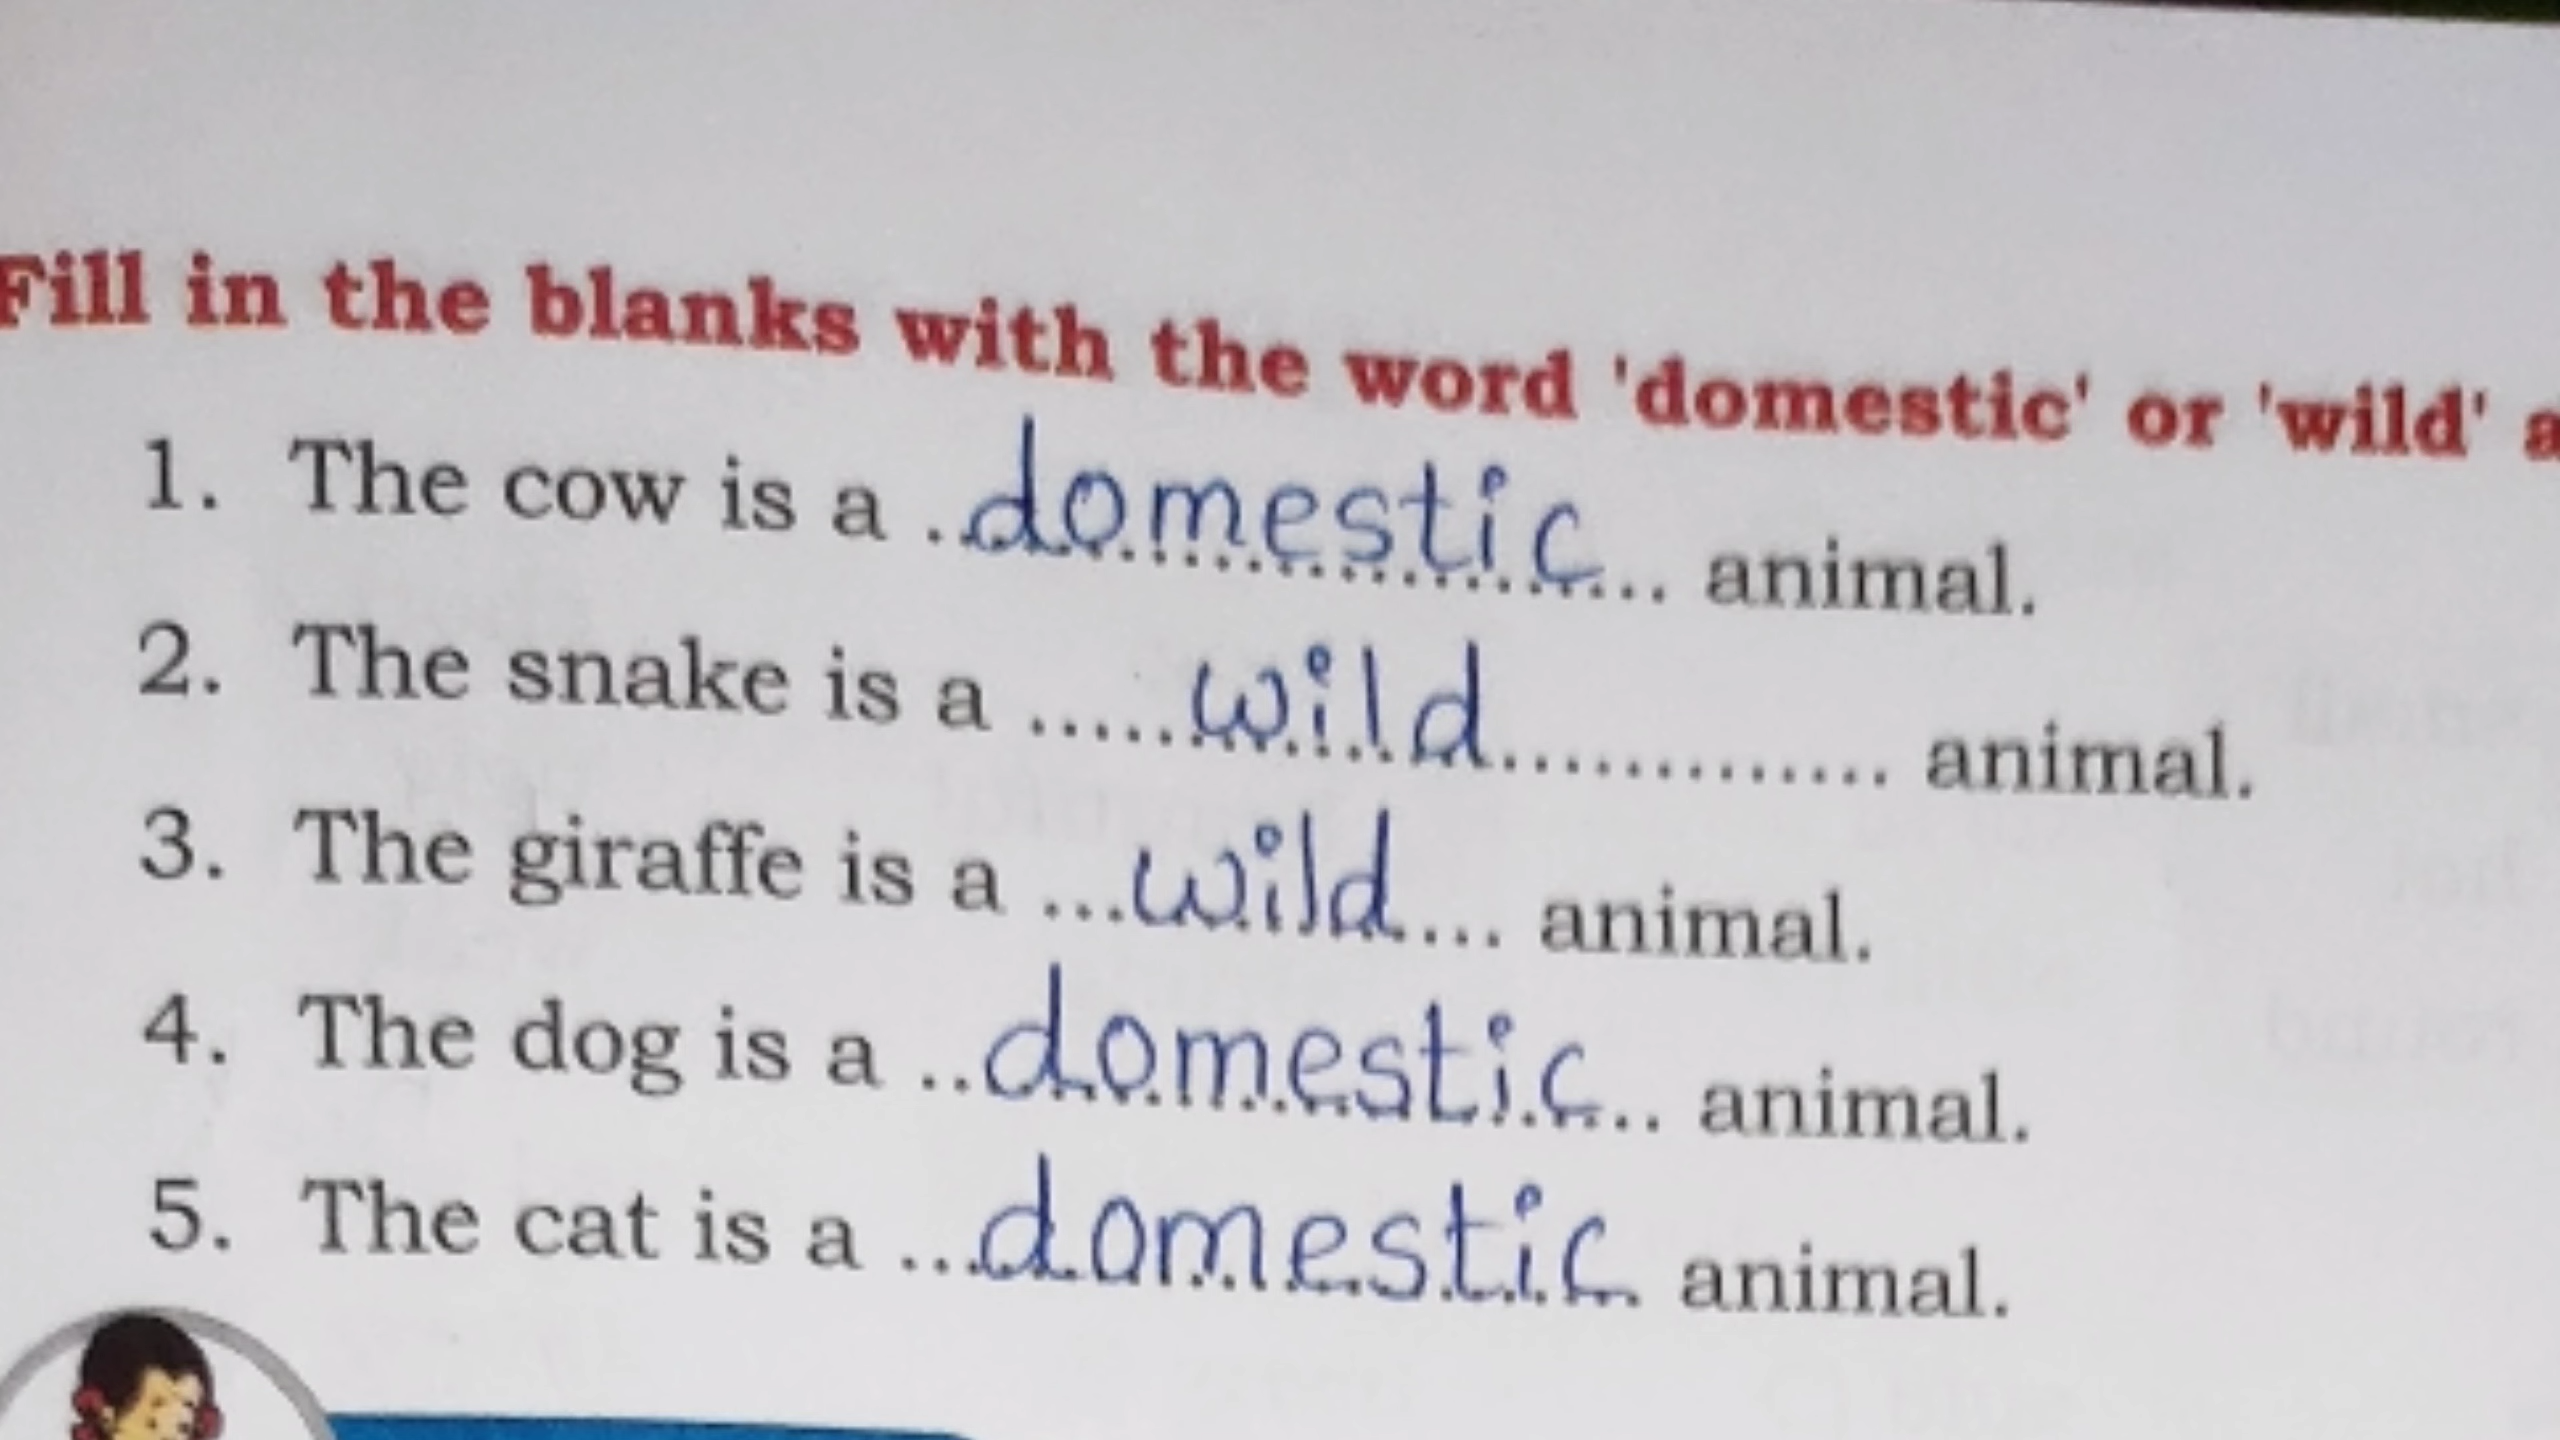 Fill in the blanks with the word 'domestic' or 'wild'
1. The cow is a .domestic... animal.
2. The snake is a .....wild............. animal.
3. The giraffe is a ...wild.... animal.
4. The dog is a ..domestic... animal.
5. The cat is a ...domestic animal.